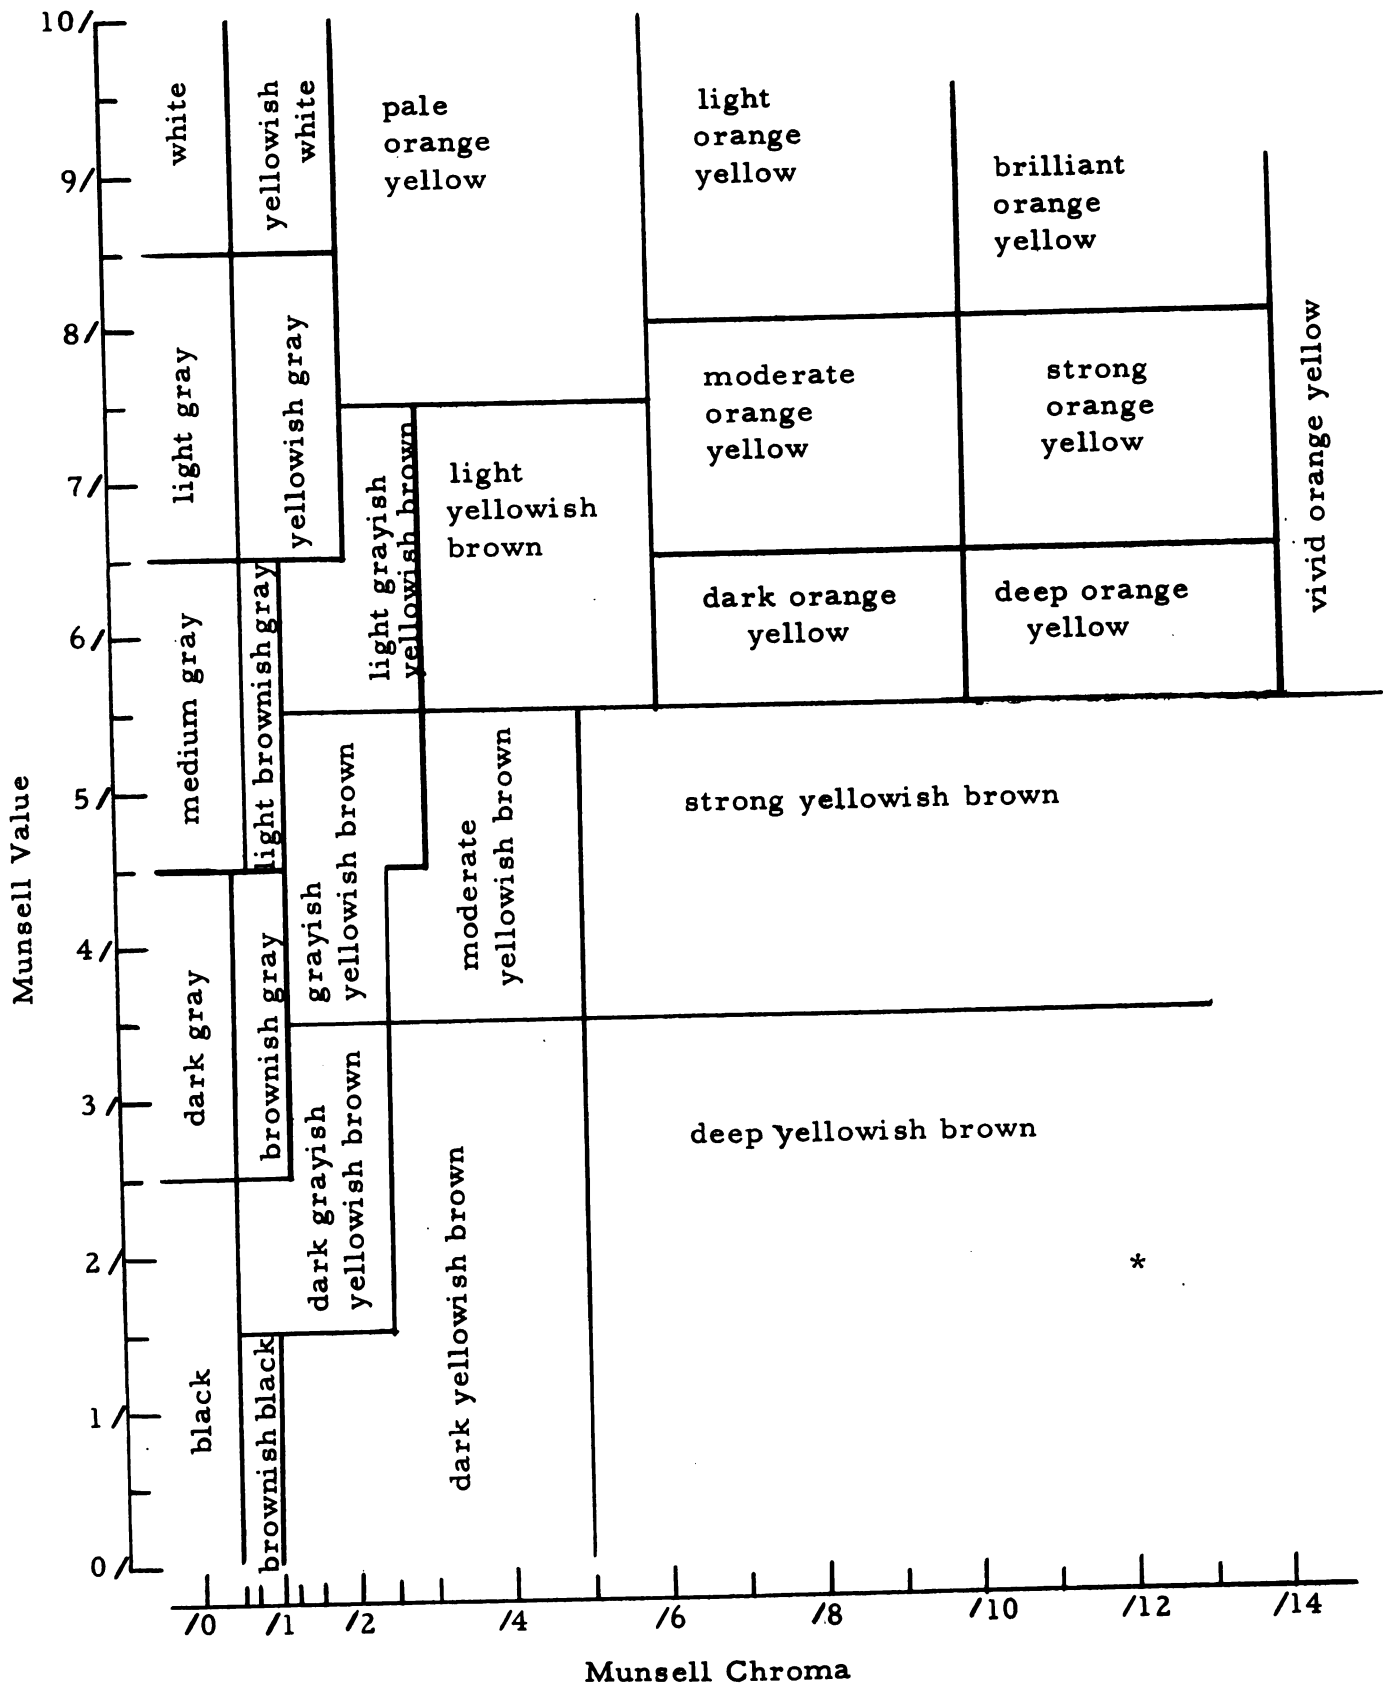 10/
9/
8/
7/
6/
5/
4/
3/
2/
1/
0/
Munsell Value
white
yellowish
white
pale
orange
yellow
light
orange
yellow
brilliant
orange
yellow
light gray
yellowish gray
light grayish
yellowish brown
light
yellowish
brown
moderate
orange
yellow
strong
orange
yellow
vivid orange yellow
medium gray
light brownish gray
dark orange
yellow
deep orange
yellow
grayish
yellowish brown
moderate
yellowish brown
strong yellowish brown
dark gray
brownish gray
dark grayish
yellowish brown
dark yellowish brown
deep yellowish brown
*
black
brownish black
/0 /1 /2 /4 /6 /8 /10 /12 /14
Munsell Chroma